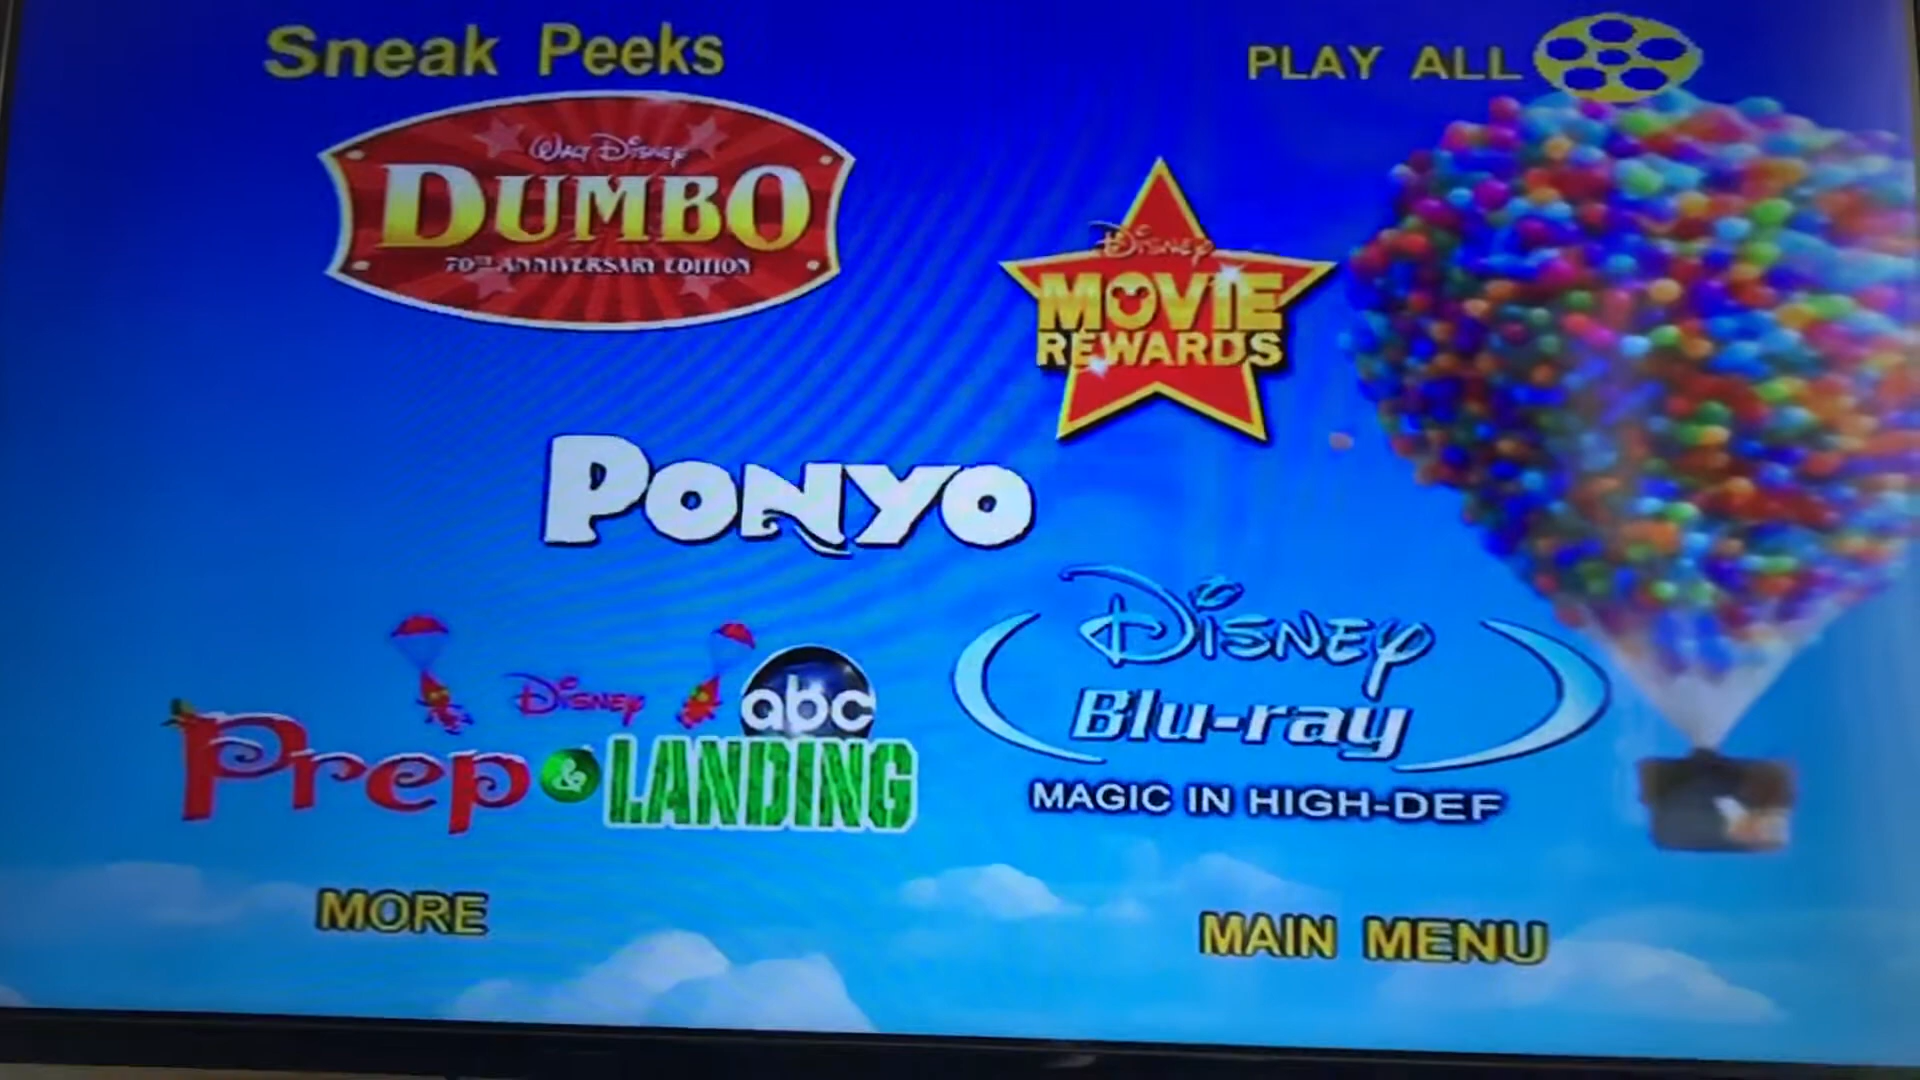 Sneak Peeks
PLAY ALL
WALT DISNEY
DUMBO
70TH ANNIVERSARY EDITION
DISNEY
MOVIE
REWARDS
PONYO
DISNEY
abc
Prep & LANDING
DISNEY
Blu-ray
MAGIC IN HIGH-DEF
MORE
MAIN MENU